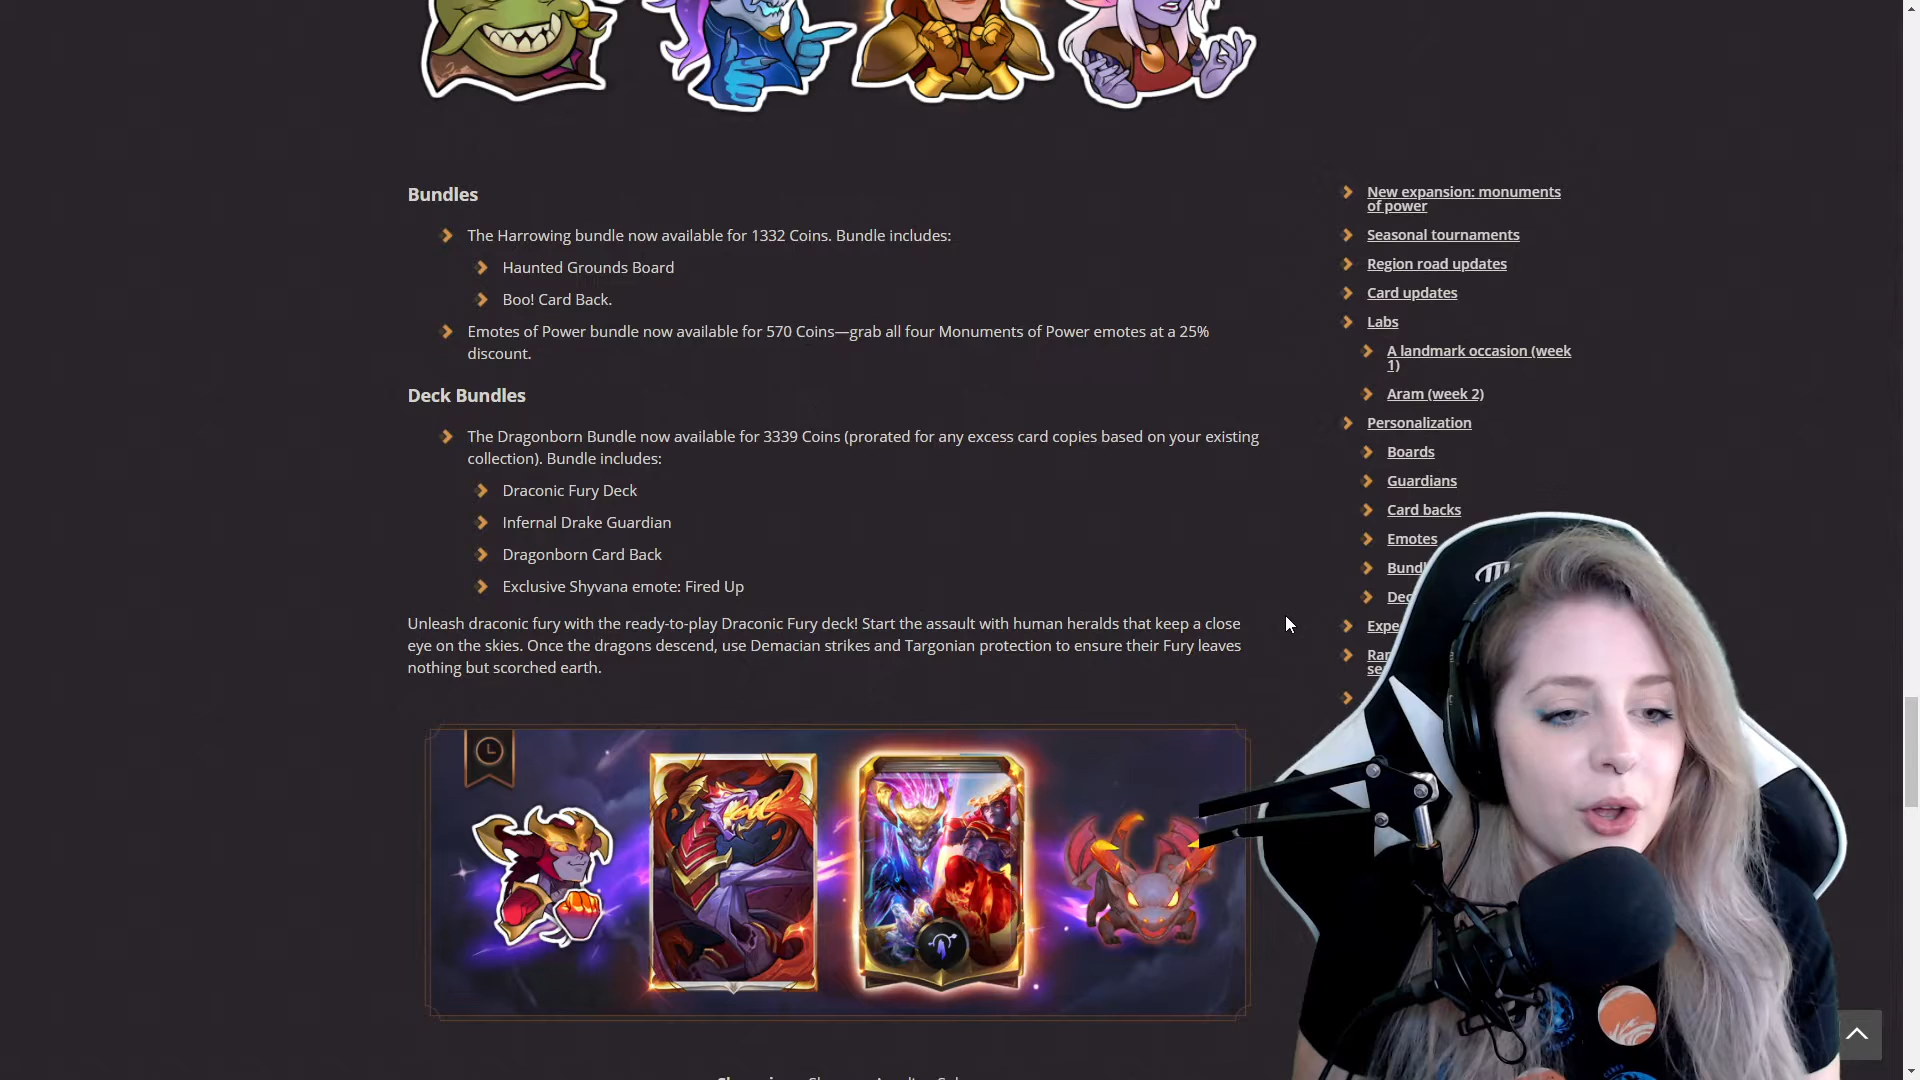 Bundles
The Harrowing bundle now available for 1332 Coins. Bundle includes:
Haunted Grounds Board
Boo! Card Back.
Emotes of Power bundle now available for 570 Coins—grab all four Monuments of Power emotes at a 25%
discount.
Deck Bundles
The Dragonborn Bundle now available for 3339 Coins (prorated for any excess card copies based on your existing
collection). Bundle includes:
Draconic Fury Deck
Infernal Drake Guardian
Dragonborn Card Back
Exclusive Shyvana emote: Fired Up
Unleash draconic fury with the ready-to-play Draconic Fury deck! Start the assault with human heralds that keep a close
eye on the skies. Once the dragons descend, use Demacian strikes and Targonian protection to ensure their Fury leaves
nothing but scorched earth.
New expansion: monuments
of power
Seasonal tournaments
Region road updates
Card updates
Labs
A landmark occasion (week
1)
Aram (week 2)
Personalization
Boards
Guardians
Card backs
Emotes